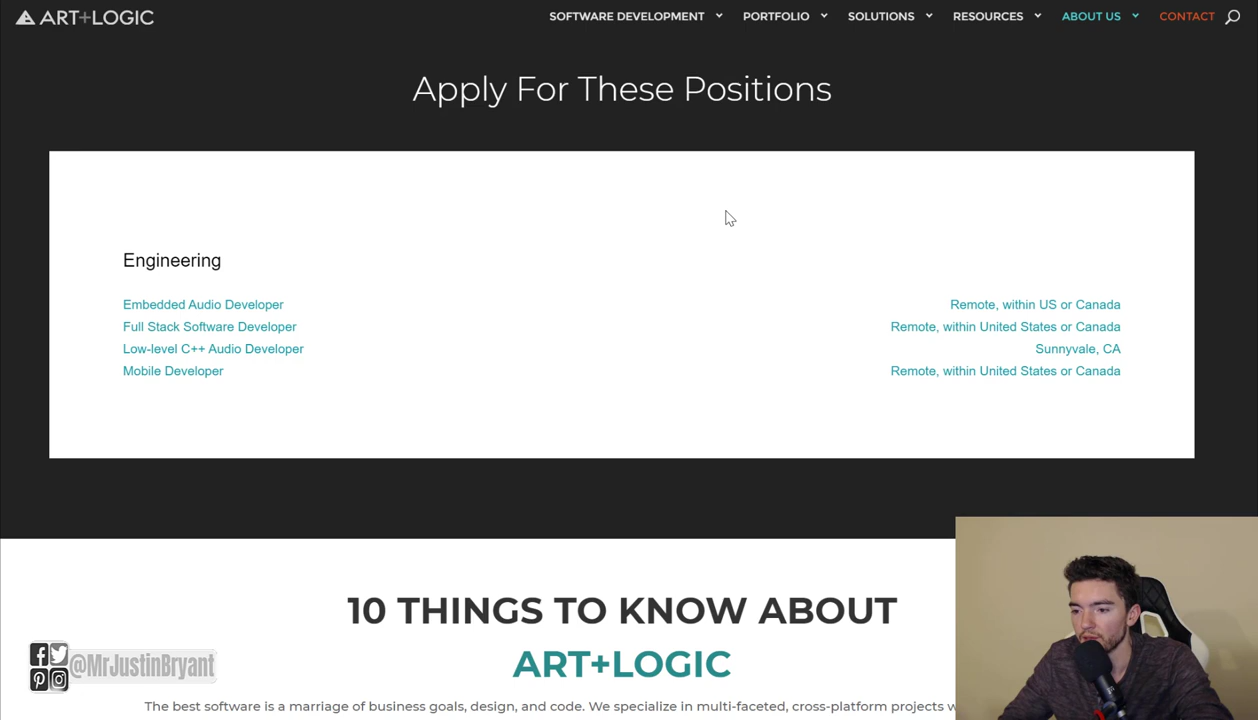 ART+LOGIC
SOFTWARE DEVELOPMENT PORTFOLIO SOLUTIONS RESOURCES ABOUT US CONTACT
Apply For These Positions
Engineering
Embedded Audio Developer Remote, within US or Canada
Full Stack Software Developer Remote, within United States or Canada
Low-level C++ Audio Developer Sunnyvale, CA
Mobile Developer Remote, within United States or Canada
10 THINGS TO KNOW ABOUT
ART+LOGIC
@MrJustinBryant
The best software is a marriage of business goals, design, and code. We specialize in multi-faceted, cross-platform projects